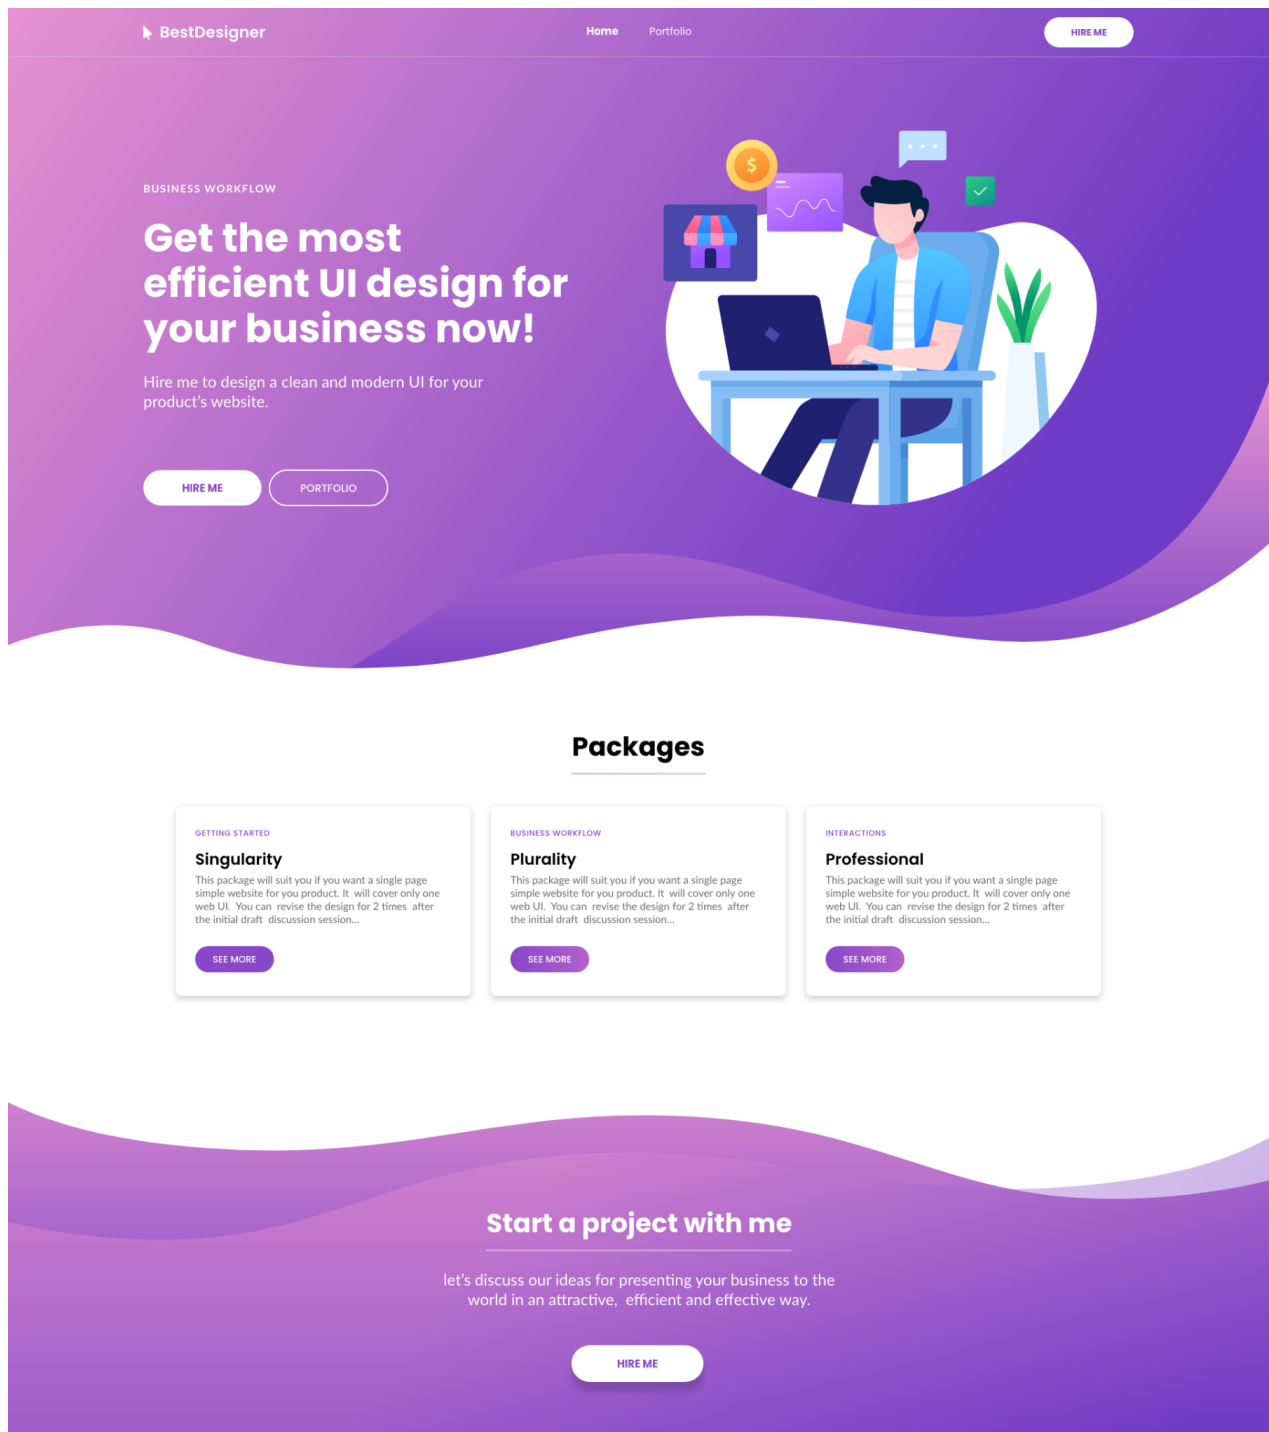 BestDesigner
Home
Portfolio
HIRE ME
BUSINESS WORKFLOW
Get the most
efficient UI design for
your business now!
Hire me to design a clean and modern UI for your
product's website.
HIRE ME
PORTFOLIO
$
Packages
GETTING STARTED
Singularity
This package will suit you if you want a single page
simple website for you product. It  will cover only one
web UI.  You can  revise the design for 2 times  after
the initial draft  discussion session...
SEE MORE
BUSINESS WORKFLOW
Plurality
This package will suit you if you want a single page
simple website for you product. It  will cover only one
web UI.  You can  revise the design for 2 times  after
the initial draft  discussion session...
SEE MORE
INTERACTIONS
Professional
This package will suit you if you want a single page
simple website for you product. It  will cover only one
web UI.  You can  revise the design for 2 times  after
the initial draft  discussion session...
SEE MORE
Start a project with me
let's discuss our ideas for presenting your business to the
world in an attractive,  efficient and effective way.
HIRE ME